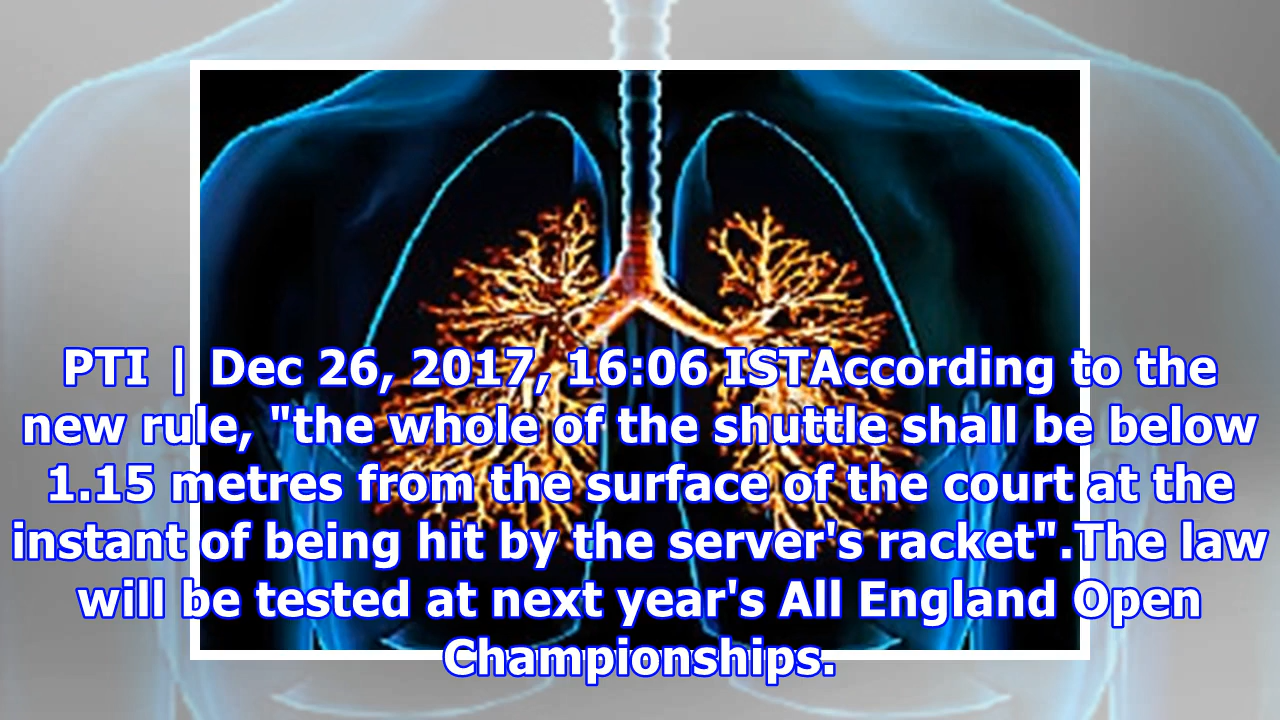 PTI | Dec 26, 2017, 16:06 ISTAccording to the
new rule, "the whole of the shuttle shall be below
1.15 metres from the surface of the court at the
instant of being hit by the server's racket".The law
will be tested at next year's All England Open
Championships.